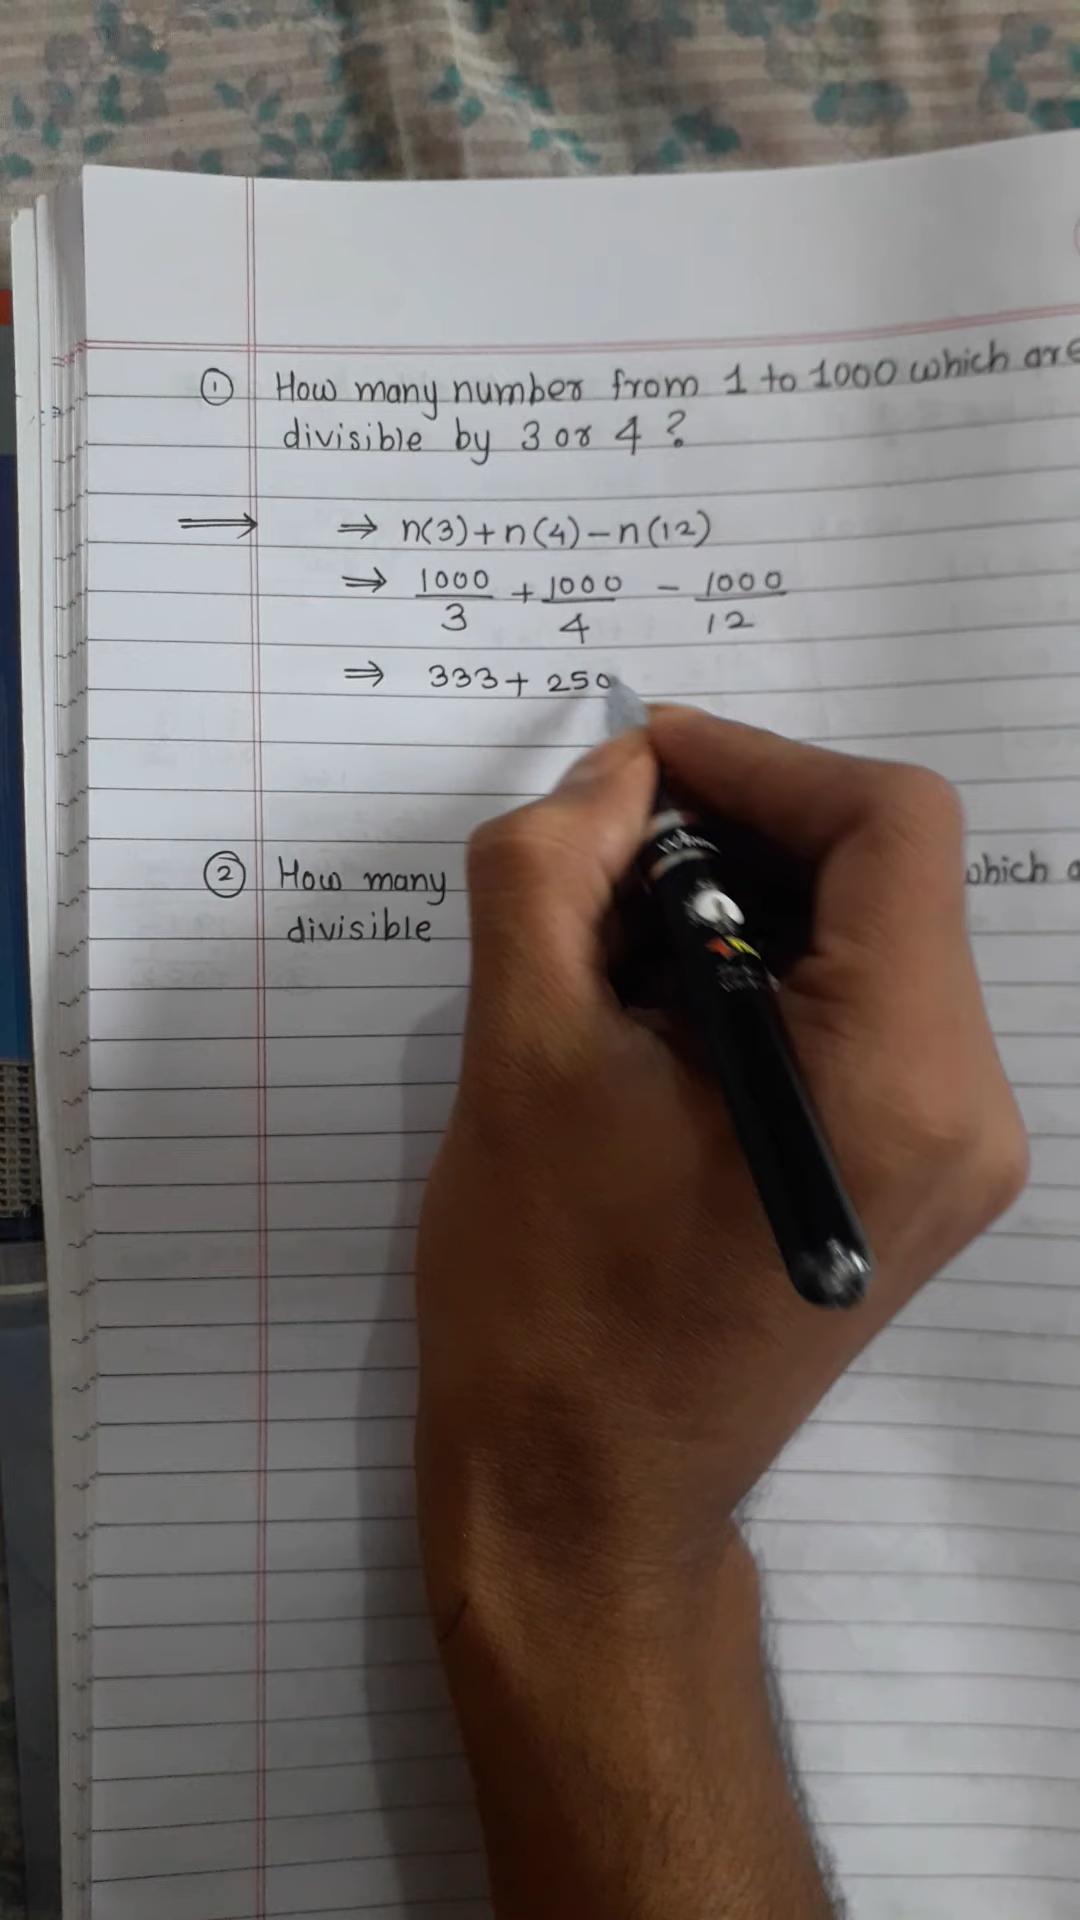 ① How many number from 1 to 1000 which are
divisible by 3 or 4 ?
⟹ ⇒ n(3)+n(4)-n(12)
⇒ 1000/3 + 1000/4 - 1000/12
⇒ 333+ 250
② How many which
divisible